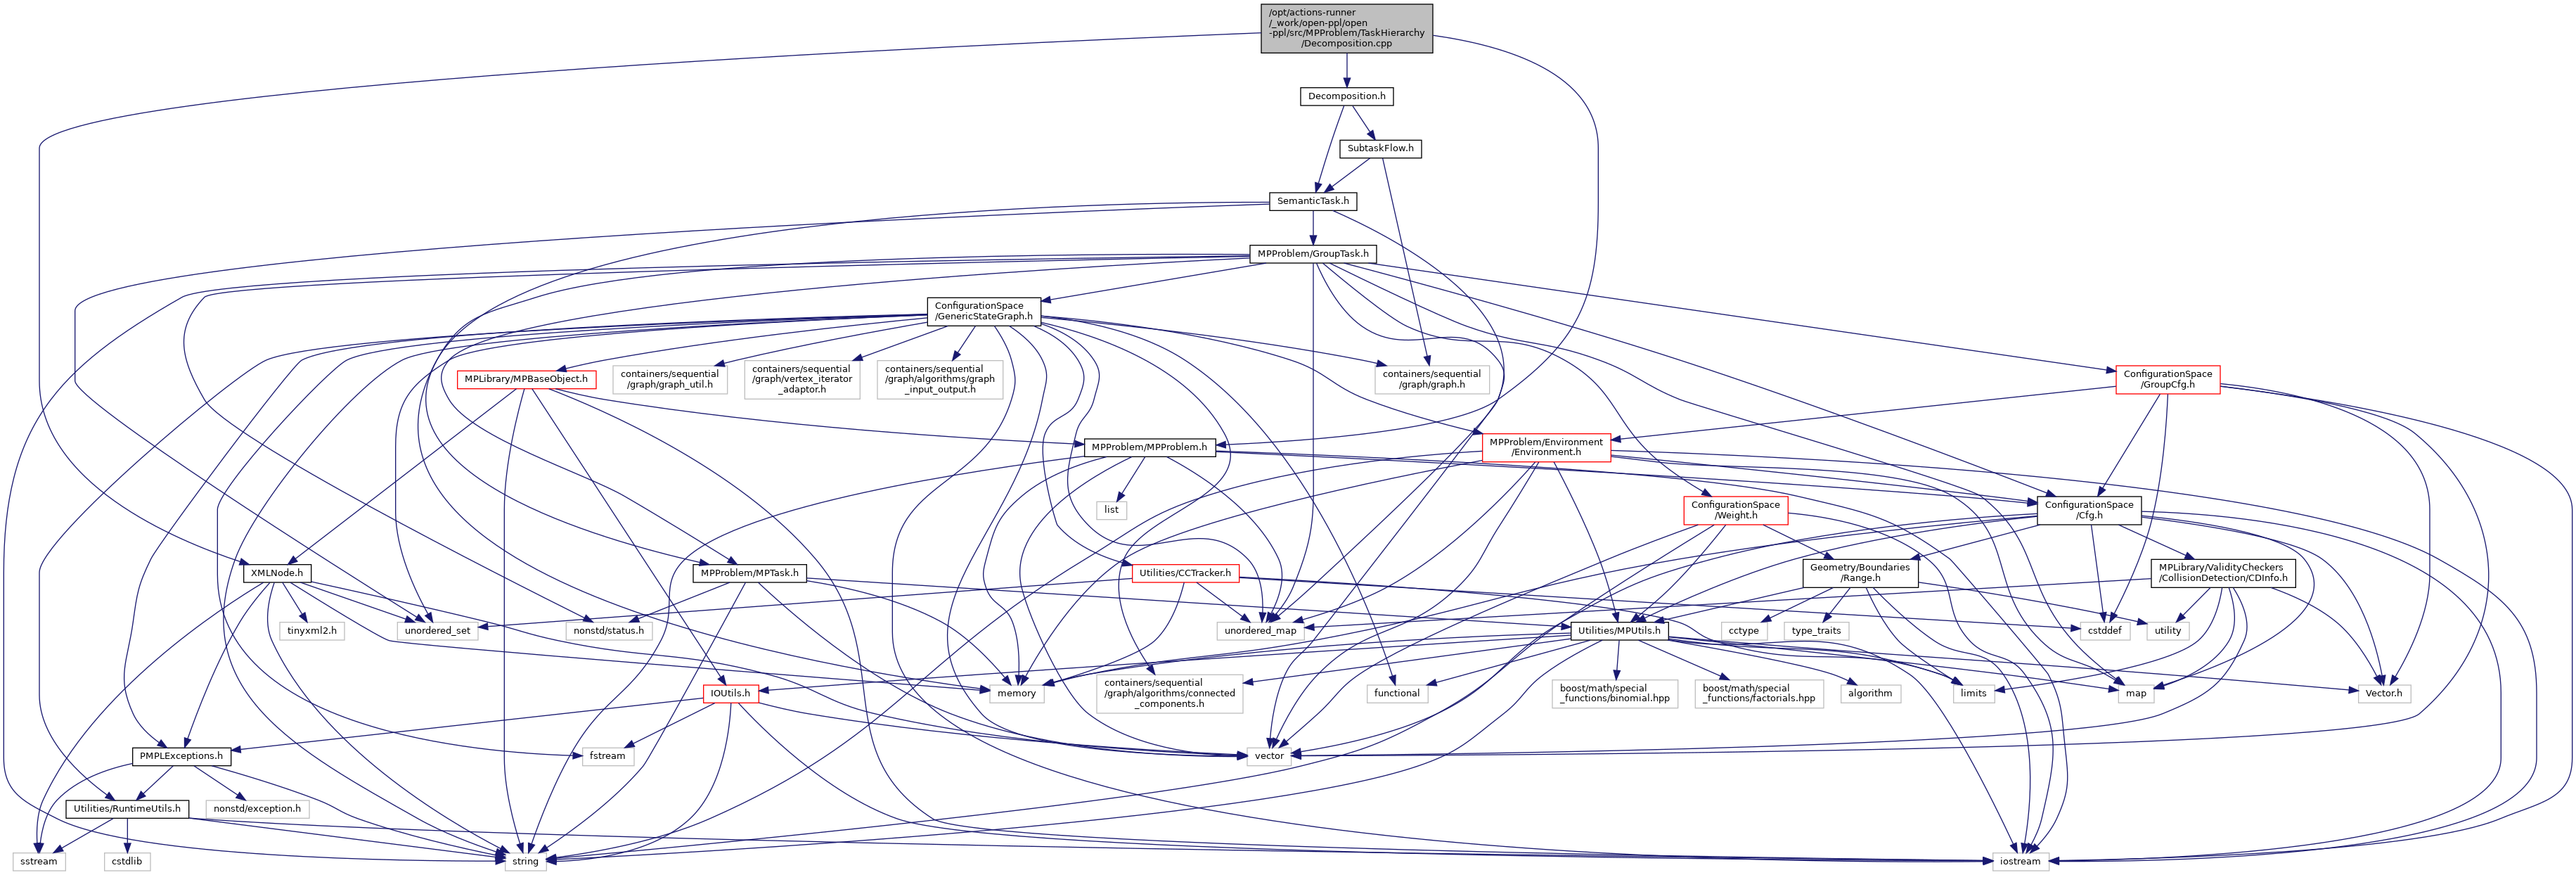 /opt/actions-runner
/_work/open-ppl/open
-ppl/src/MPProblem/TaskHierarchy
/Decomposition.cpp
Decomposition.h
SubtaskFlow.h
SemanticTask.h
MPProblem/GroupTask.h
ConfigurationSpace
/GenericStateGraph.h
MPLibrary/MPBaseObject.h
containers/sequential
/graph/graph_util.h
containers/sequential
/graph/vertex_iterator
_adaptor.h
containers/sequential
/graph/algorithms/graph
_input_output.h
containers/sequential
/graph/graph.h
ConfigurationSpace
/GroupCfg.h
MPProblem/MPProblem.h
MPProblem/Environment
/Environment.h
list
ConfigurationSpace
/Weight.h
ConfigurationSpace
/Cfg.h
XMLNode.h
MPProblem/MPTask.h
Utilities/CCTracker.h
Geometry/Boundaries
/Range.h
MPLibrary/ValidityCheckers
/CollisionDetection/CDInfo.h
tinyxml2.h
unordered_set
nonstd/status.h
unordered_map
Utilities/MPUtils.h
cctype
type_traits
cstddef
utility
IOUtils.h
memory
containers/sequential
/graph/algorithms/connected
_components.h
functional
boost/math/special
_functions/binomial.hpp
boost/math/special
_functions/factorials.hpp
algorithm
limits
map
Vector.h
PMPLExceptions.h
fstream
vector
Utilities/RuntimeUtils.h
nonstd/exception.h
sstream
cstdlib
string
iostream